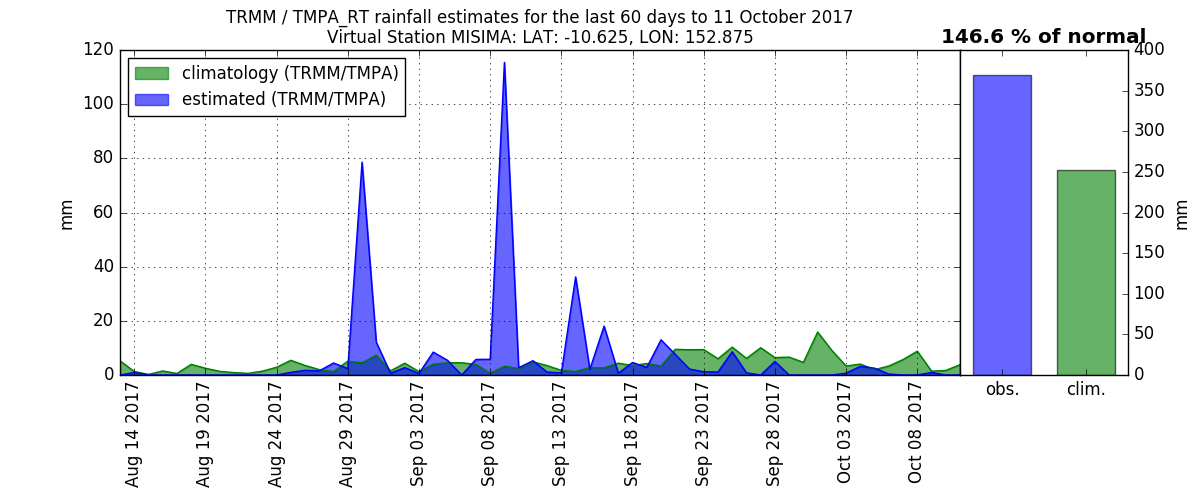 TRMM / TMPA_RT rainfall estimates for the last 60 days to 11 October 2017
Virtual Station MISIMA: LAT: -10.625, LON: 152.875
146.6 % of normal
climatology (TRMM/TMPA)
estimated (TRMM/TMPA)
120
100
80
60
40
20
0
mm
Aug 14 2017
Aug 19 2017
Aug 24 2017
Aug 29 2017
Sep 03 2017
Sep 08 2017
Sep 13 2017
Sep 18 2017
Sep 23 2017
Sep 28 2017
Oct 03 2017
Oct 08 2017
obs.
clim.
400
350
300
250
200
150
100
50
0
mm